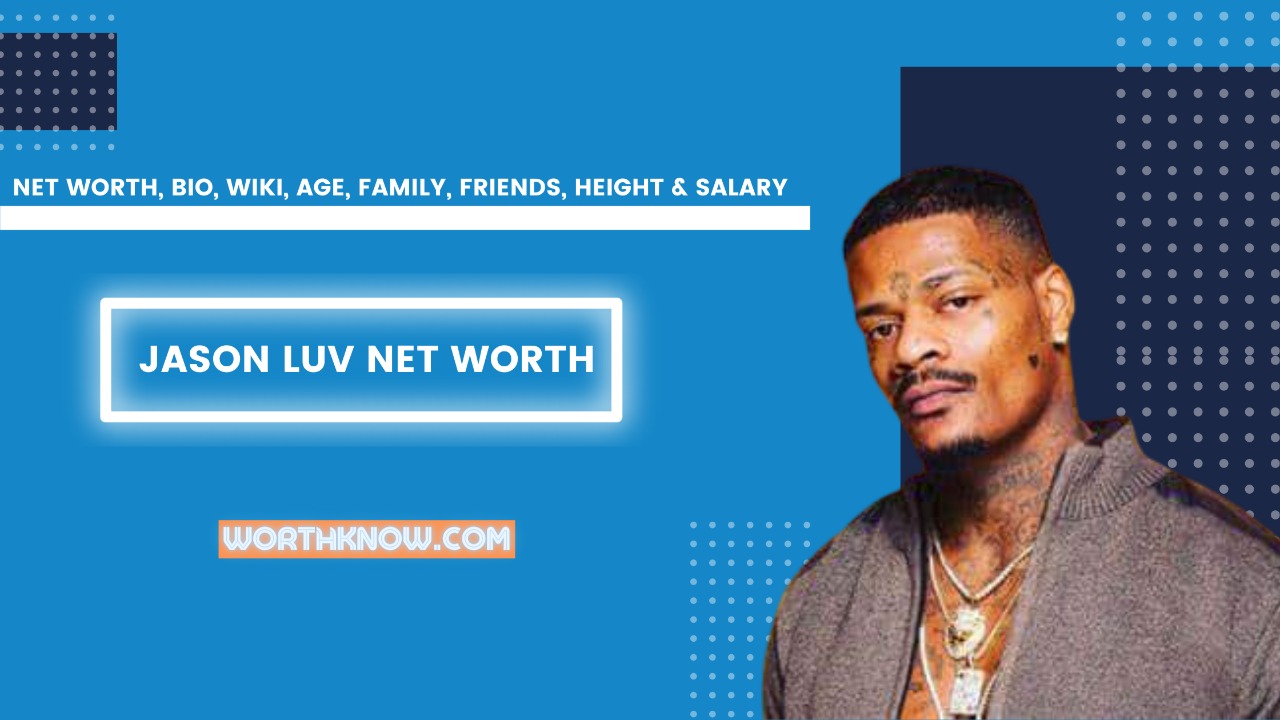 NET WORTH, BIO, WIKI, AGE, FAMILY, FRIENDS, HEIGHT & SALARY
JASON LUV NET WORTH
WORTHKNOW.COM